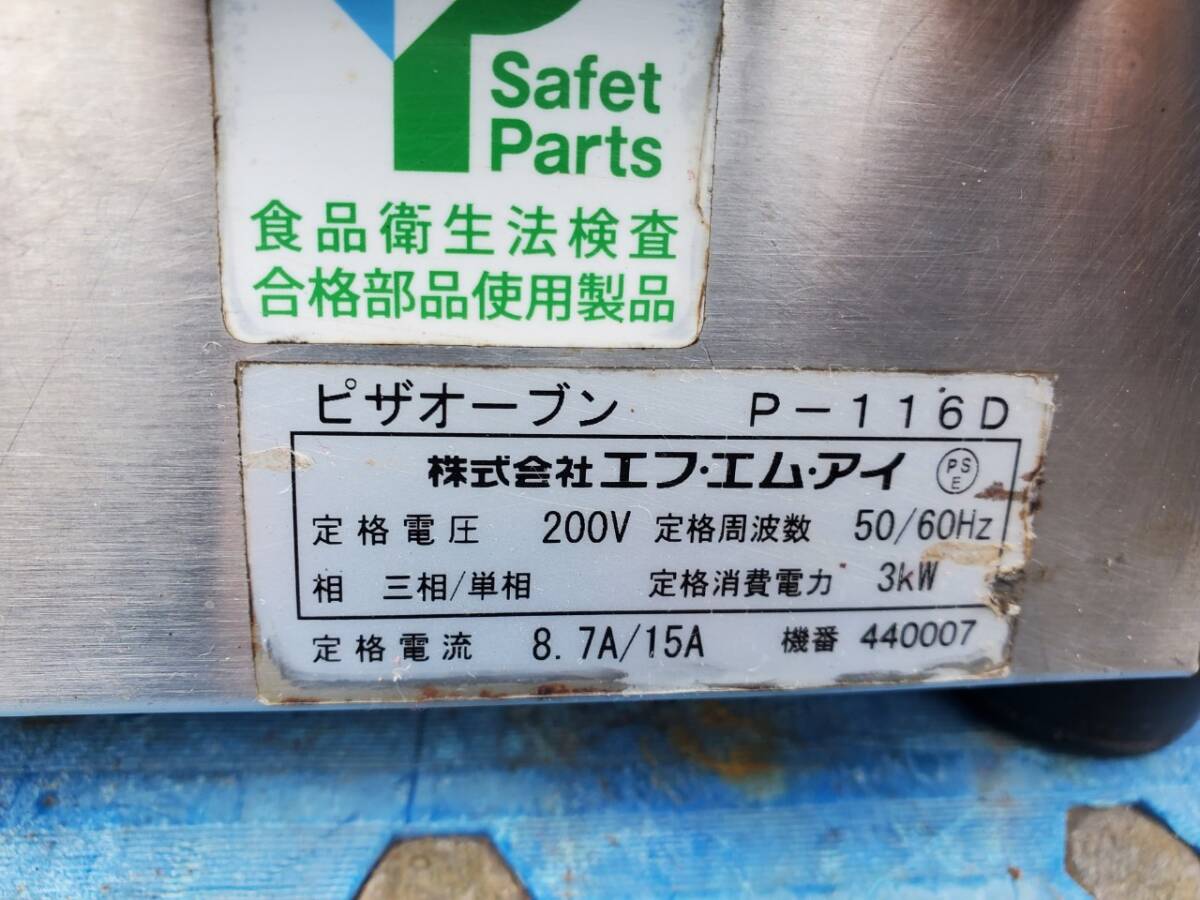 Safet
Parts
食品衛生法検査
合格部品使用製品
ピザオーブン P-116D
株式会社エフ・エム・アイ PSE
定格電圧 200V 定格周波数 50/60Hz
相 三相/単相 定格消費電力 3kW
定格電流 8.7A/15A 機番 440007